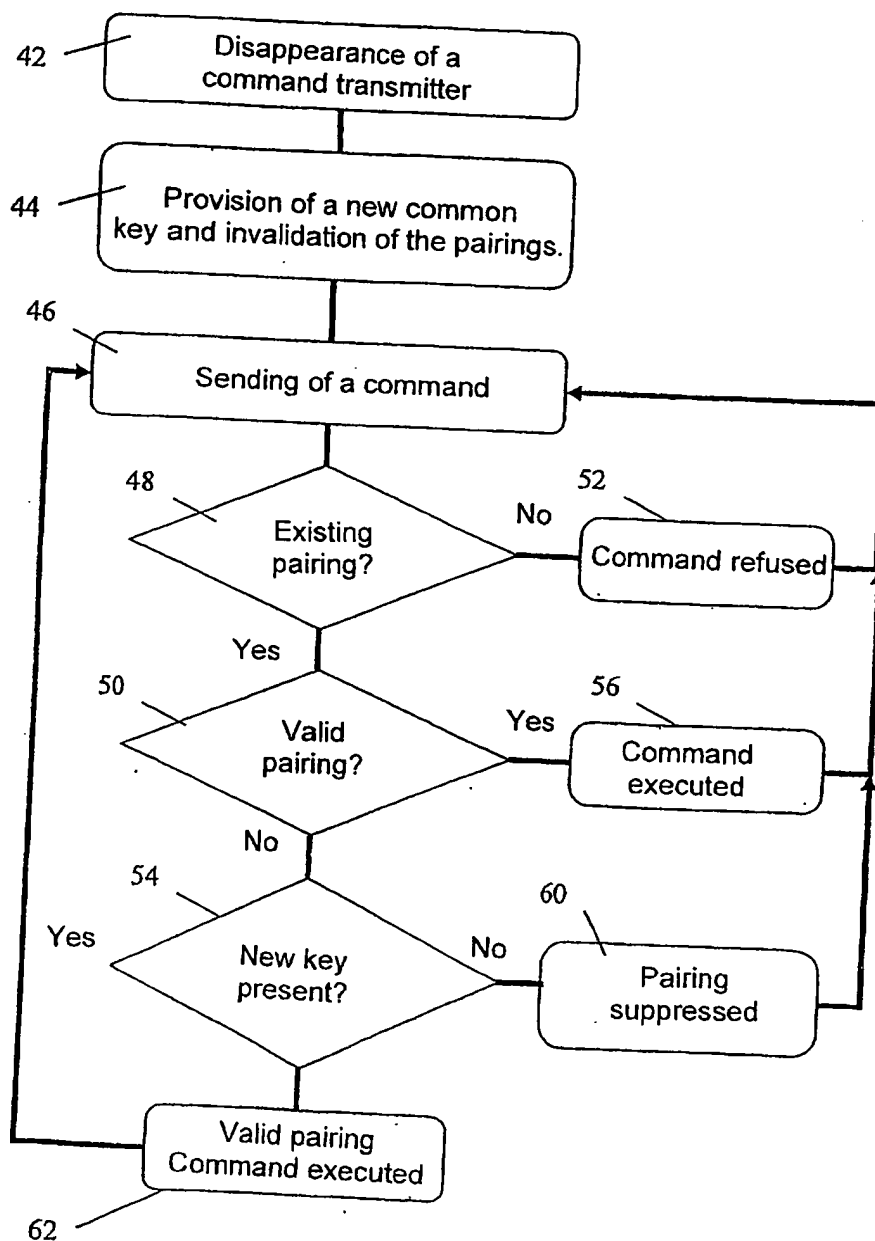 42
Disappearance of a
command transmitter
44
Provision of a new common
key and invalidation of the pairings.
46
Sending of a command
48
Existing
pairing?
No
52
Command refused
Yes
50
Valid
pairing?
Yes
56
Command
executed
No
54
Yes
New key
present?
No
60
Pairing
suppressed
Valid pairing
Command executed
62